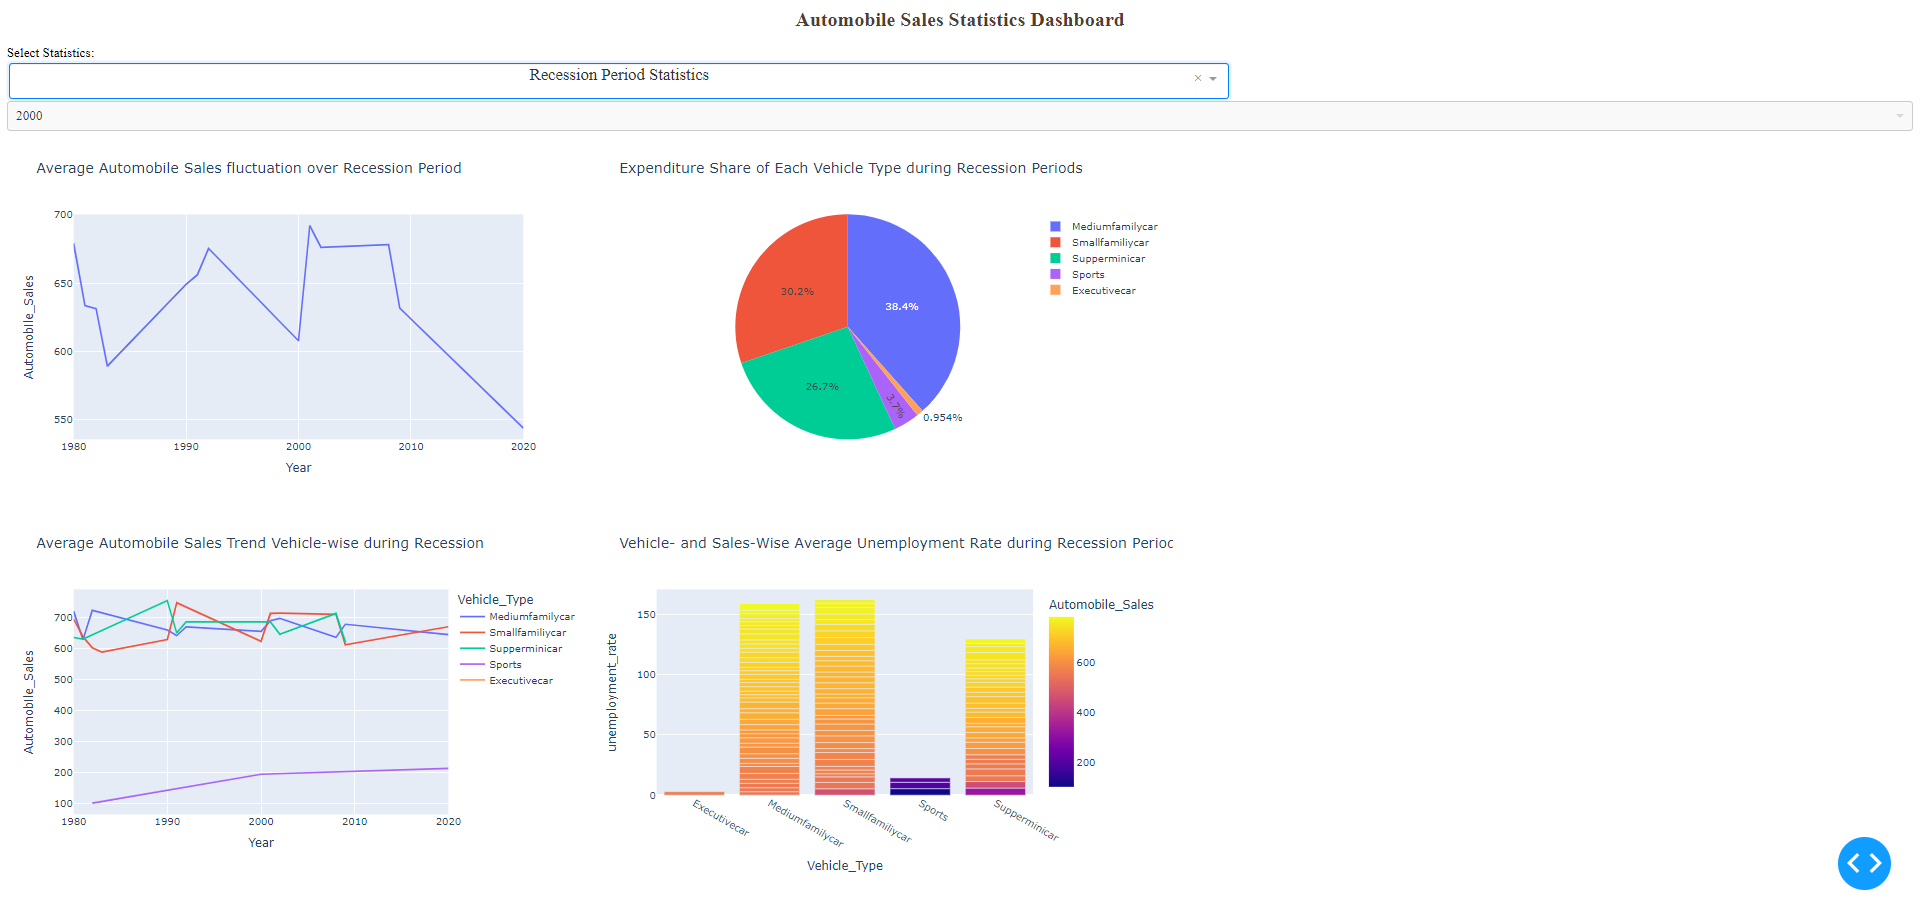 Automobile Sales Statistics Dashboard
Select Statistics:
Recession Period Statistics
×
2000
Average Automobile Sales fluctuation over Recession Period
700
650
600
550
Automobile_Sales
1980 1990 2000 2010 2020
Year
Expenditure Share of Each Vehicle Type during Recession Periods
30.2%
38.4%
26.7%
3.7%
0.954%
Mediumfamilycar
Smallfamiliycar
Supperminicar
Sports
Executivecar
Average Automobile Sales Trend Vehicle-wise during Recession
700
600
500
400
300
200
100
Automobile_Sales
1980 1990 2000 2010 2020
Year
Vehicle_Type
Mediumfamilycar
Smallfamiliycar
Supperminicar
Sports
Executivecar
Vehicle- and Sales-Wise Average Unemployment Rate during Recession Perioc
150
100
50
0
unemployment_rate
Executivecar
Mediumfamilycar
Smallfamiliycar
Sports
Supperminicar
Vehicle_Type
Automobile_Sales
600
400
200